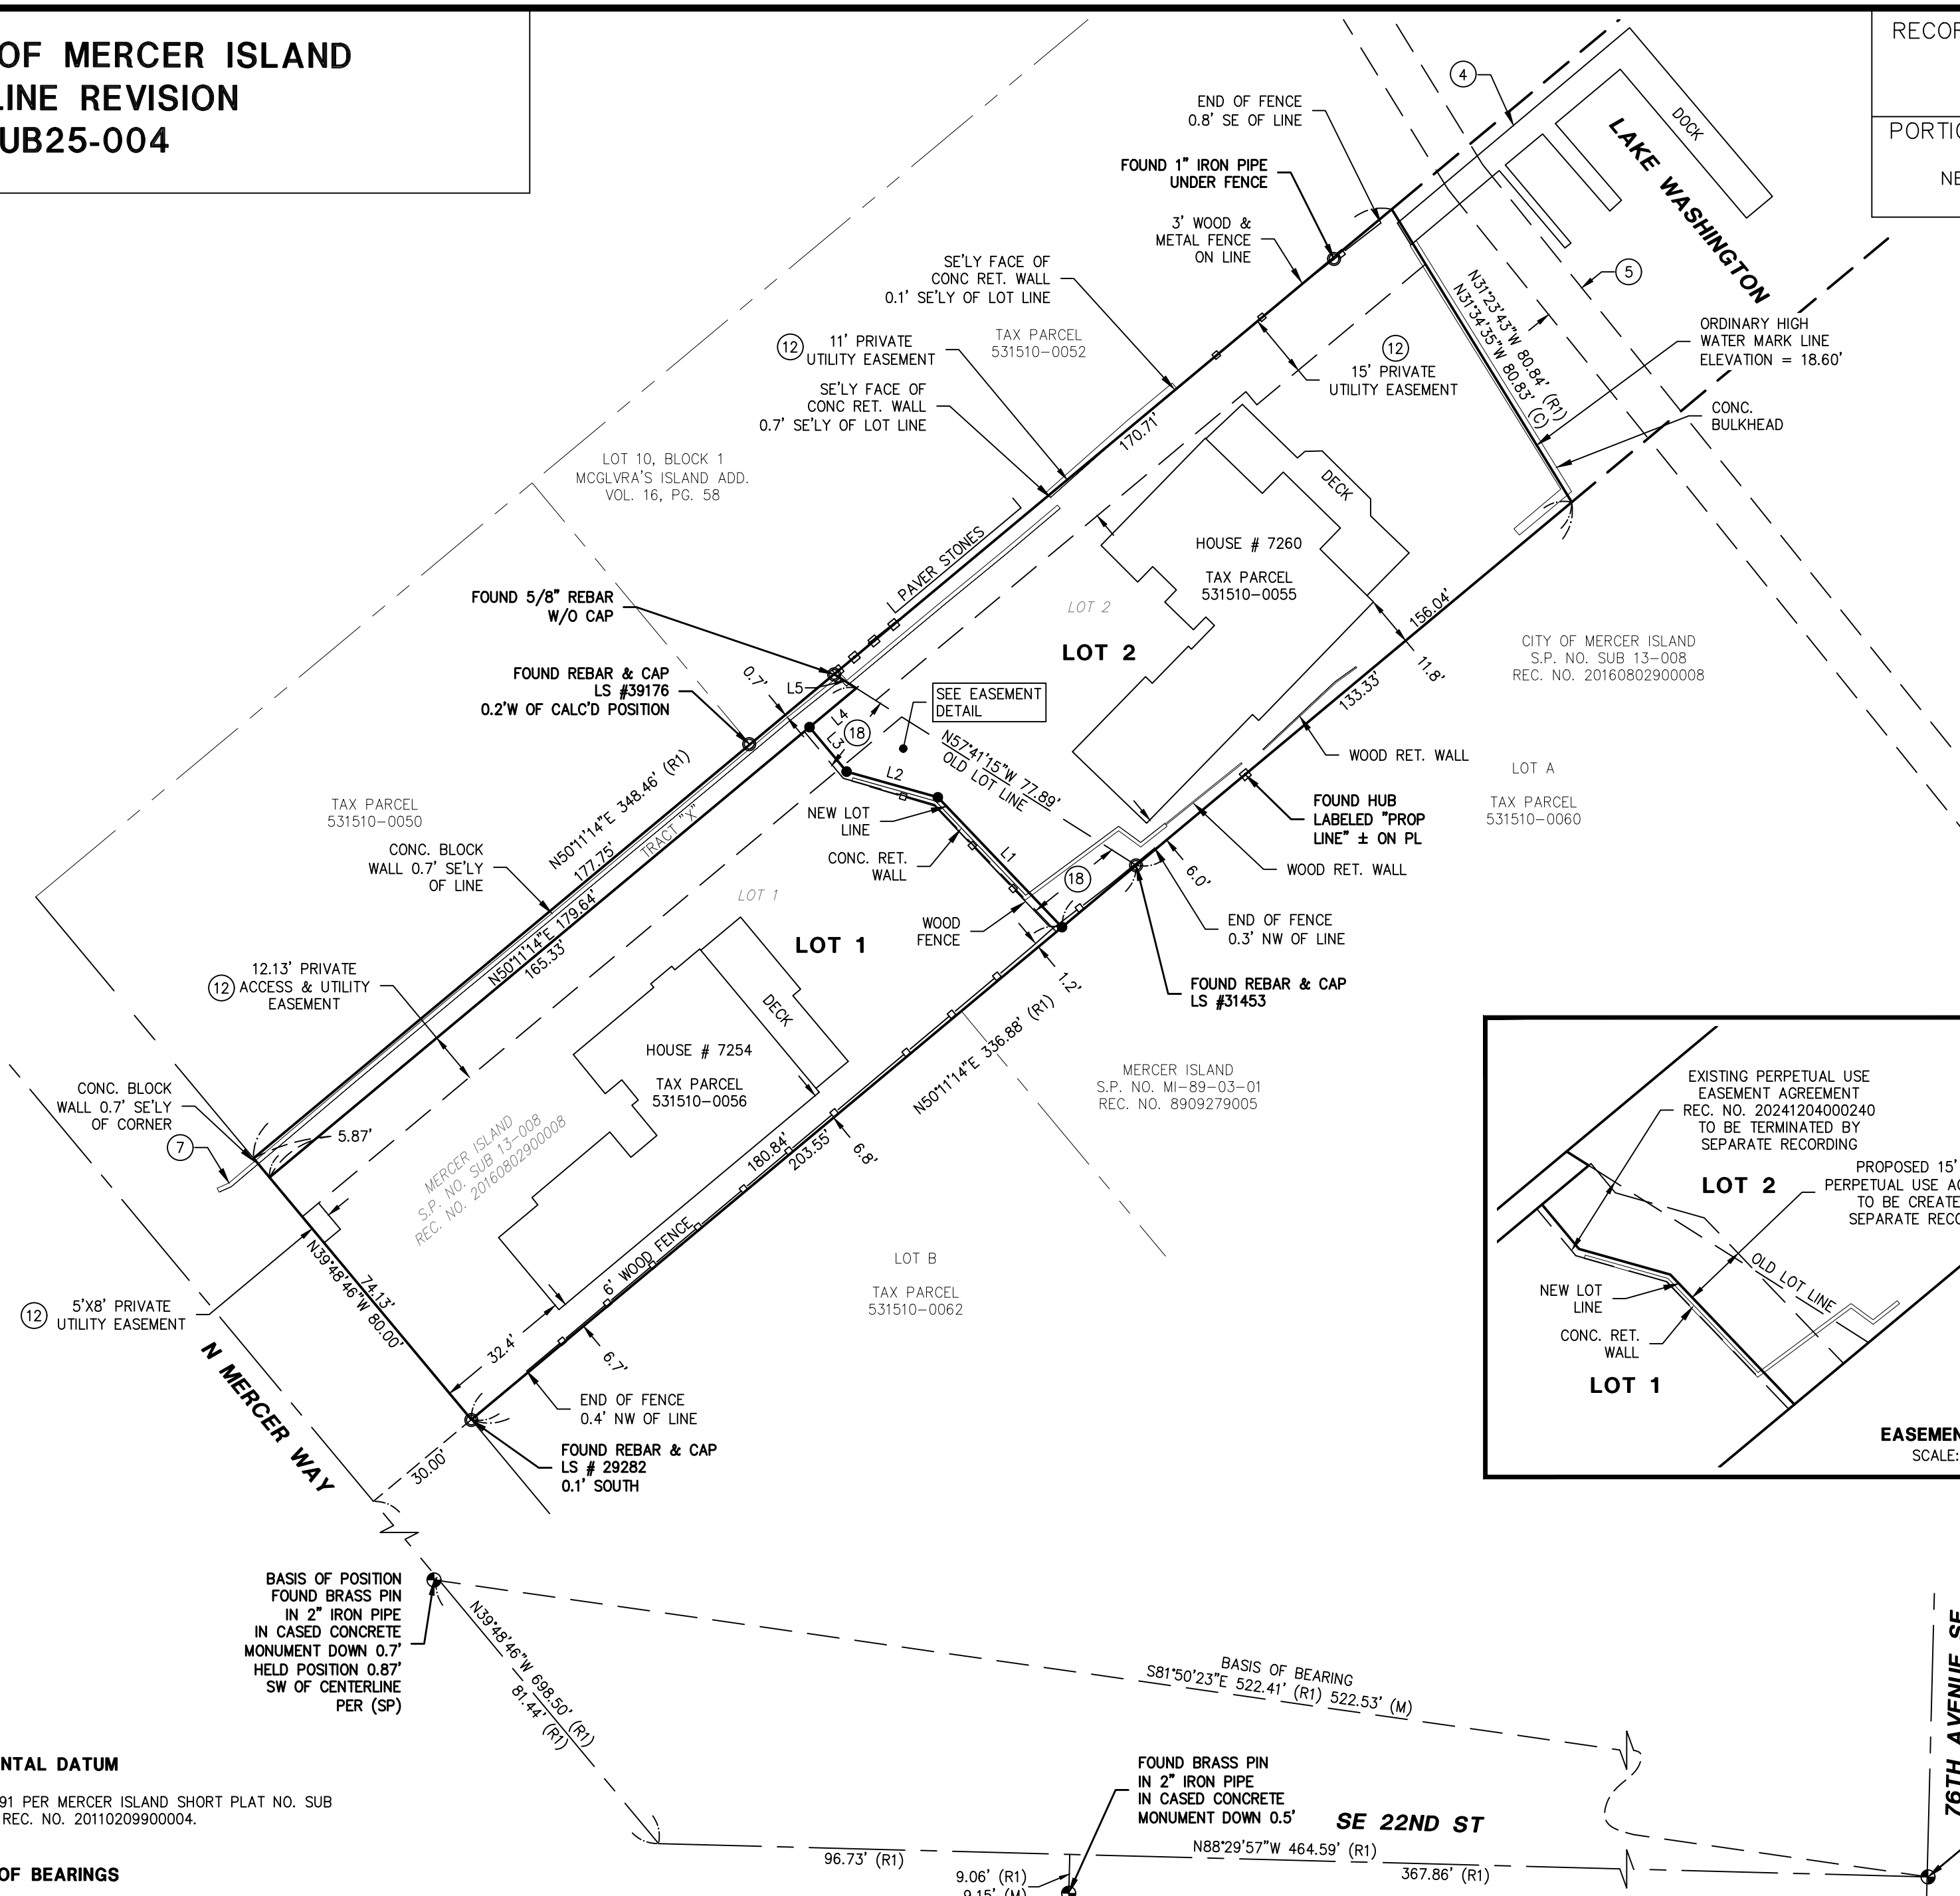 OF MERCER ISLAND
LINE REVISION
UB25-004
PORTIO
NE
4
DOCK
LAKE WASHINGTON
END OF FENCE
0.8' SE OF LINE
FOUND 1" IRON PIPE
UNDER FENCE
3' WOOD &
METAL FENCE
ON LINE
SE'LY FACE OF
CONC RET. WALL
0.1' SE'LY OF LOT LINE
TAX PARCEL
531510-0052
12
11' PRIVATE
UTILITY EASEMENT
SE'LY FACE OF
CONC RET. WALL
0.7' SE'LY OF LOT LINE
12
15' PRIVATE
UTILITY EASEMENT
5
N31°23'43"W 80.84' (R1)
N31°34'35"W 80.83' (C)
ORDINARY HIGH
WATER MARK LINE
ELEVATION = 18.60'
CONC.
BULKHEAD
LOT 10, BLOCK 1
MCGLVRA'S ISLAND ADD.
VOL. 16, PG. 58
170.71'
DECK
PAVER STONES
HOUSE # 7260
TAX PARCEL
531510-0055
LOT 2
LOT 2
FOUND 5/8" REBAR
W/O CAP
FOUND REBAR & CAP
LS #39176
0.2'W OF CALC'D POSITION
0.7'
L5
L4
L3
18
L2
L1
SEE EASEMENT
DETAIL
N57°41'15"W 77.89'
OLD LOT LINE
156.04'
11.8'
133.33'
CITY OF MERCER ISLAND
S.P. NO. SUB 13-008
REC. NO. 20160802900008
WOOD RET. WALL
LOT A
TAX PARCEL
531510-0060
FOUND HUB
LABELED "PROP
LINE" ± ON PL
WOOD RET. WALL
6.0'
18
END OF FENCE
0.3' NW OF LINE
FOUND REBAR & CAP
LS #31453
1.2'
NEW LOT
LINE
CONC. RET.
WALL
WOOD
FENCE
TAX PARCEL
531510-0050
CONC. BLOCK
WALL 0.7' SE'LY
OF LINE
N50°11'14"E 348.46' (R1)
177.75'
TRACT "X"
N50°11'14"E 179.64'
165.33'
LOT 1
LOT 1
12
12.13' PRIVATE
ACCESS & UTILITY
EASEMENT
DECK
HOUSE # 7254
TAX PARCEL
531510-0056
N50°11'14"E 336.88' (R1)
MERCER ISLAND
S.P. NO. MI-89-03-01
REC. NO. 8909279005
CONC. BLOCK
WALL 0.7' SE'LY
OF CORNER
7
5.87'
MERCER ISLAND
S.P. NO. SUB 13-008
REC. NO. 20160802900008
180.84'
203.55'
6.8'
6' WOOD FENCE
LOT B
TAX PARCEL
531510-0062
12
5'X8' PRIVATE
UTILITY EASEMENT
74.13'
N39°48'46"W 80.00'
32.4'
6.7'
END OF FENCE
0.4' NW OF LINE
FOUND REBAR & CAP
LS # 29282
0.1' SOUTH
N MERCER WAY
30.00'
EXISTING PERPETUAL USE
EASEMENT AGREEMENT
REC. NO. 20241204000240
TO BE TERMINATED BY
SEPARATE RECORDING
LOT 2
PROPOSED 15'
PERPETUAL USE AG
TO BE CREATE
SEPARATE RECO
NEW LOT
LINE
OLD LOT LINE
CONC. RET.
WALL
LOT 1
EASEMEN
SCALE:
BASIS OF POSITION
FOUND BRASS PIN
IN 2" IRON PIPE
IN CASED CONCRETE
MONUMENT DOWN 0.7'
HELD POSITION 0.87'
SW OF CENTERLINE
PER (SP)
N39°48'46"W 698.50' (R1)
81.44' (R1)
BASIS OF BEARING
S81°50'23"E 522.41' (R1) 522.53' (M)
76TH AVENUE SE
FOUND BRASS PIN
IN 2" IRON PIPE
IN CASED CONCRETE
MONUMENT DOWN 0.5'
SE 22ND ST
N88°29'57"W 464.59' (R1)
96.73' (R1)
367.86' (R1)
9.06' (R1)
9.15' (M)
NTAL DATUM
91 PER MERCER ISLAND SHORT PLAT NO. SUB
REC. NO. 20110209900004.
OF BEARINGS